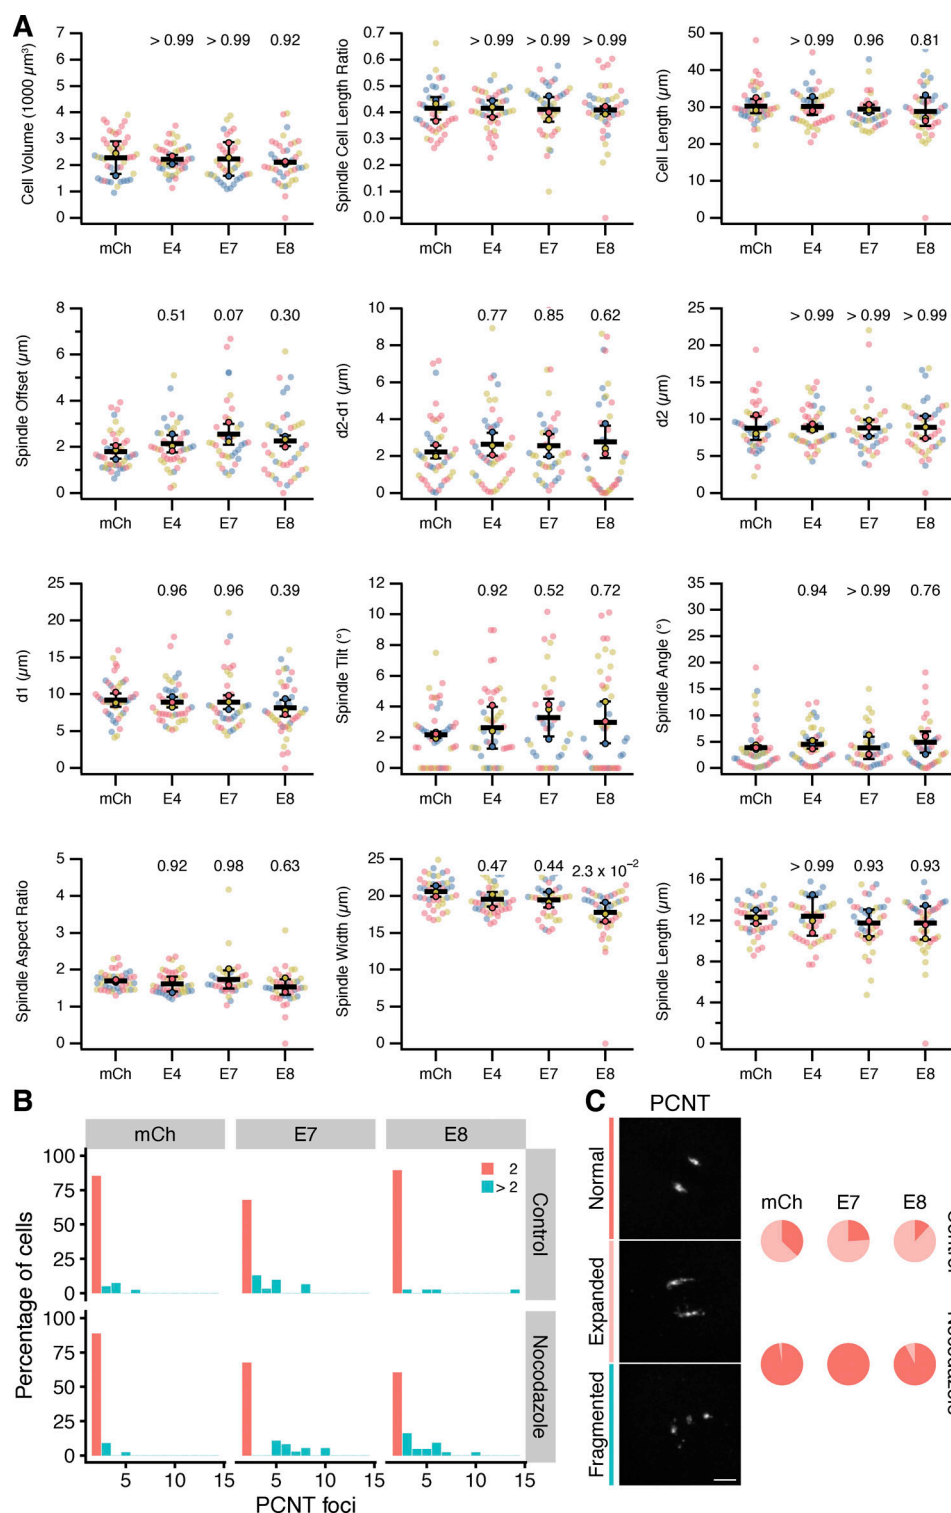 A
Cell Volume (1000 µm³)
7
6
5
4
3
2
1
0
> 0.99 > 0.99 0.92
mCh E4 E7 E8
Spindle Cell Length Ratio
0.7
0.6
0.5
0.4
0.3
0.2
0.1
0.0
> 0.99 > 0.99 > 0.99
mCh E4 E7 E8
Cell Length (µm)
50
40
30
20
10
0
> 0.99 0.96 0.81
mCh E4 E7 E8
Spindle Offset (µm)
8
6
4
2
0
0.51 0.07 0.30
mCh E4 E7 E8
d2-d1 (µm)
10
8
6
4
2
0
0.77 0.85 0.62
mCh E4 E7 E8
d2 (µm)
25
20
15
10
5
0
> 0.99 > 0.99 > 0.99
mCh E4 E7 E8
d1 (µm)
25
20
15
10
5
0
0.96 0.96 0.39
mCh E4 E7 E8
Spindle Tilt (°)
12
10
8
6
4
2
0
0.92 0.52 0.72
mCh E4 E7 E8
Spindle Angle (°)
35
30
25
20
15
10
5
0
0.94 > 0.99 0.76
mCh E4 E7 E8
Spindle Aspect Ratio
5
4
3
2
1
0
0.92 0.98 0.63
mCh E4 E7 E8
Spindle Width (µm)
25
20
15
10
5
0
0.47 0.44 2.3 x 10⁻²
mCh E4 E7 E8
Spindle Length (µm)
16
12
8
4
0
> 0.99 0.93 0.93
mCh E4 E7 E8
B
mCh E7 E8
Percentage of cells
100
75
50
25
0
2
> 2
Control
100
75
50
25
0
Nocodazole
5 10 15 5 10 15 5 10 15
PCNT foci
C
PCNT
Normal
Expanded
Fragmented
mCh E7 E8
Control
Nocodazole